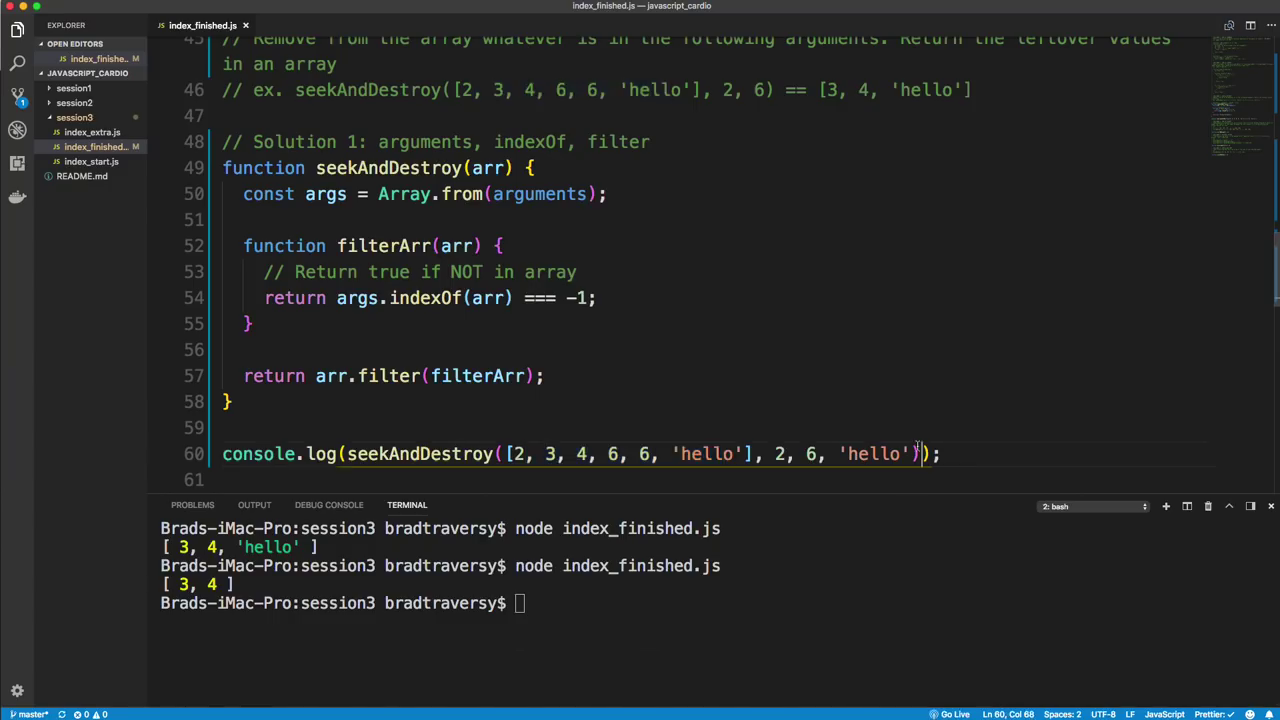 index_finished.js — javascript_cardio
EXPLORER
index_finished.js ×
OPEN EDITORS
index_finishe.. M
JAVASCRIPT_CARDIO
session1
session2
session3
index_extra.js
index_finished... M
index_start.js
README.md
45 // Remove from the array whatever is in the following arguments. Return the leftover values
in an array
46 // ex. seekAndDestroy([2, 3, 4, 6, 6, 'hello'], 2, 6) == [3, 4, 'hello']
47
48 // Solution 1: arguments, indexOf, filter
49 function seekAndDestroy(arr) {
50 const args = Array.from(arguments);
51
52 function filterArr(arr) {
53 // Return true if NOT in array
54 return args.indexOf(arr) === -1;
55 }
56
57 return arr.filter(filterArr);
58 }
59
60 console.log(seekAndDestroy([2, 3, 4, 6, 6, 'hello'], 2, 6, 'hello'));
61
PROBLEMS OUTPUT DEBUG CONSOLE TERMINAL 2: bash
Brads-iMac-Pro:session3 bradtraversy$ node index_finished.js
[ 3, 4, 'hello' ]
Brads-iMac-Pro:session3 bradtraversy$ node index_finished.js
[ 3, 4 ]
Brads-iMac-Pro:session3 bradtraversy$
master* 0 0 Go Live Ln 60, Col 68 Spaces: 2 UTF-8 LF JavaScript Prettier: ✓